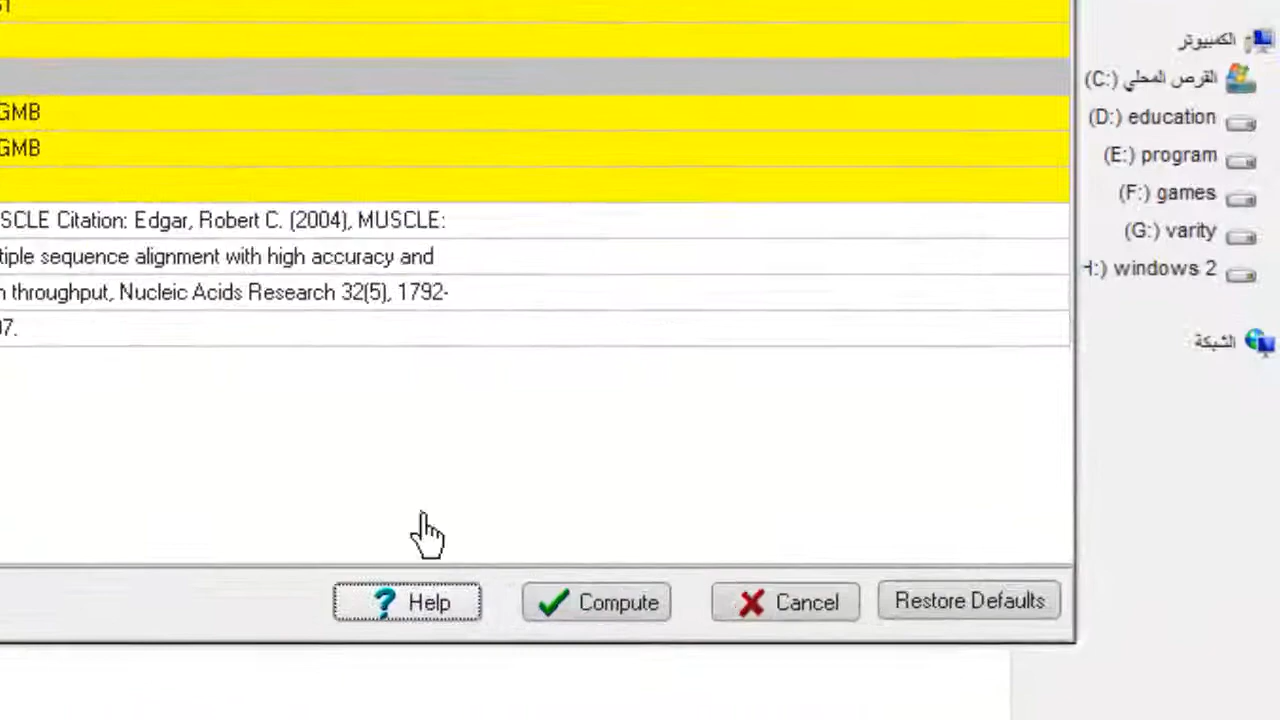 GMB
GMB
SCLE Citation: Edgar, Robert C. (2004), MUSCLE:
tiple sequence alignment with high accuracy and
h throughput, Nucleic Acids Research 32(5), 1792-
97.
Help
Compute
Cancel
Restore Defaults
الكمبيوتر
القرص المحلي (C:)
(D:) education
(E:) program
(F:) games
(G:) varity
H:) windows 2
الشبكة